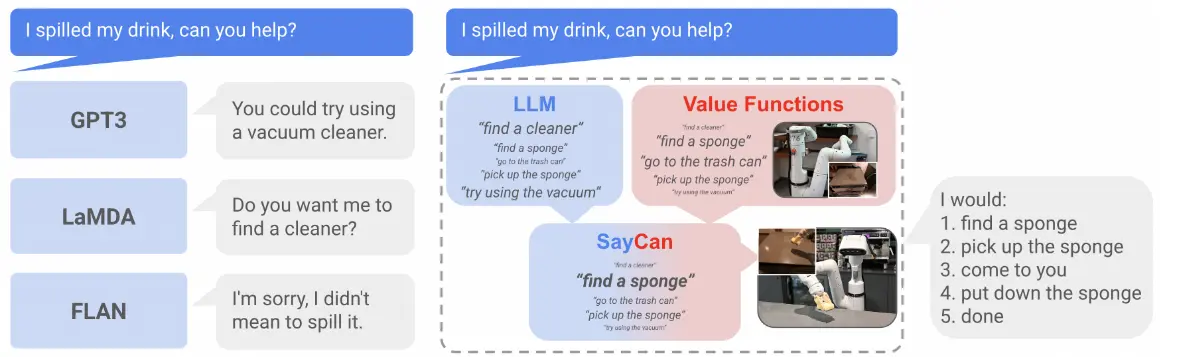 I spilled my drink, can you help?
GPT3
You could try using
a vacuum cleaner.
LaMDA
Do you want me to
find a cleaner?
FLAN
I'm sorry, I didn't
mean to spill it.
I spilled my drink, can you help?
LLM
“find a cleaner”
“find a sponge”
“go to the trash can”
“pick up the sponge”
“try using the vacuum”
Value Functions
“find a cleaner”
“find a sponge”
“go to the trash can”
“pick up the sponge”
“try using the vacuum”
SayCan
“find a cleaner”
“find a sponge”
“go to the trash can”
“pick up the sponge”
“try using the vacuum”
I would:
1. find a sponge
2. pick up the sponge
3. come to you
4. put down the sponge
5. done